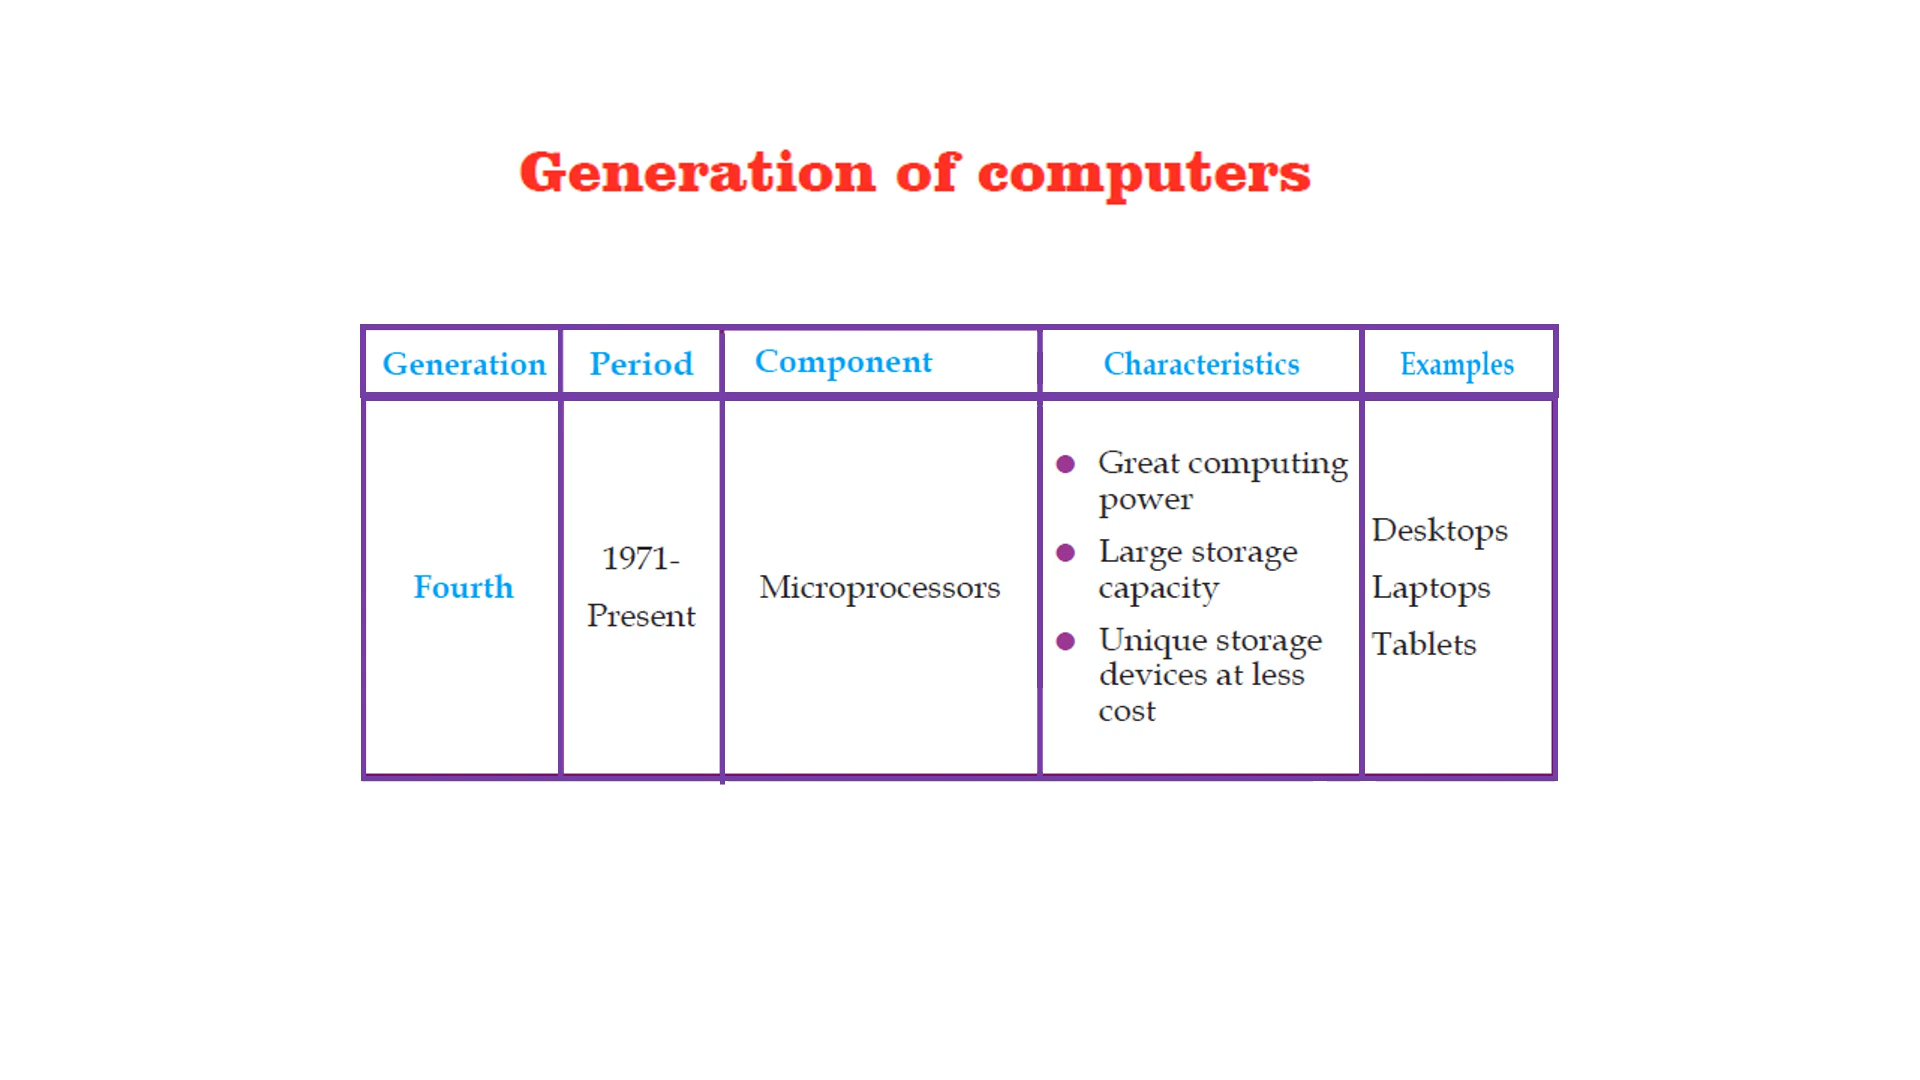 Generation of computers
Generation Period Component Characteristics Examples
Fourth
1971-
Present
Microprocessors
● Great computing
power
● Large storage
capacity
● Unique storage
devices at less
cost
Desktops
Laptops
Tablets